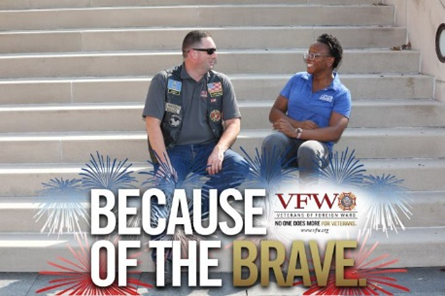 BECAUSE
OF THE BRAVE.
VFW
VETERANS OF FOREIGN WARS.
NO ONE DOES MORE FOR VETERANS.
www.vfw.org